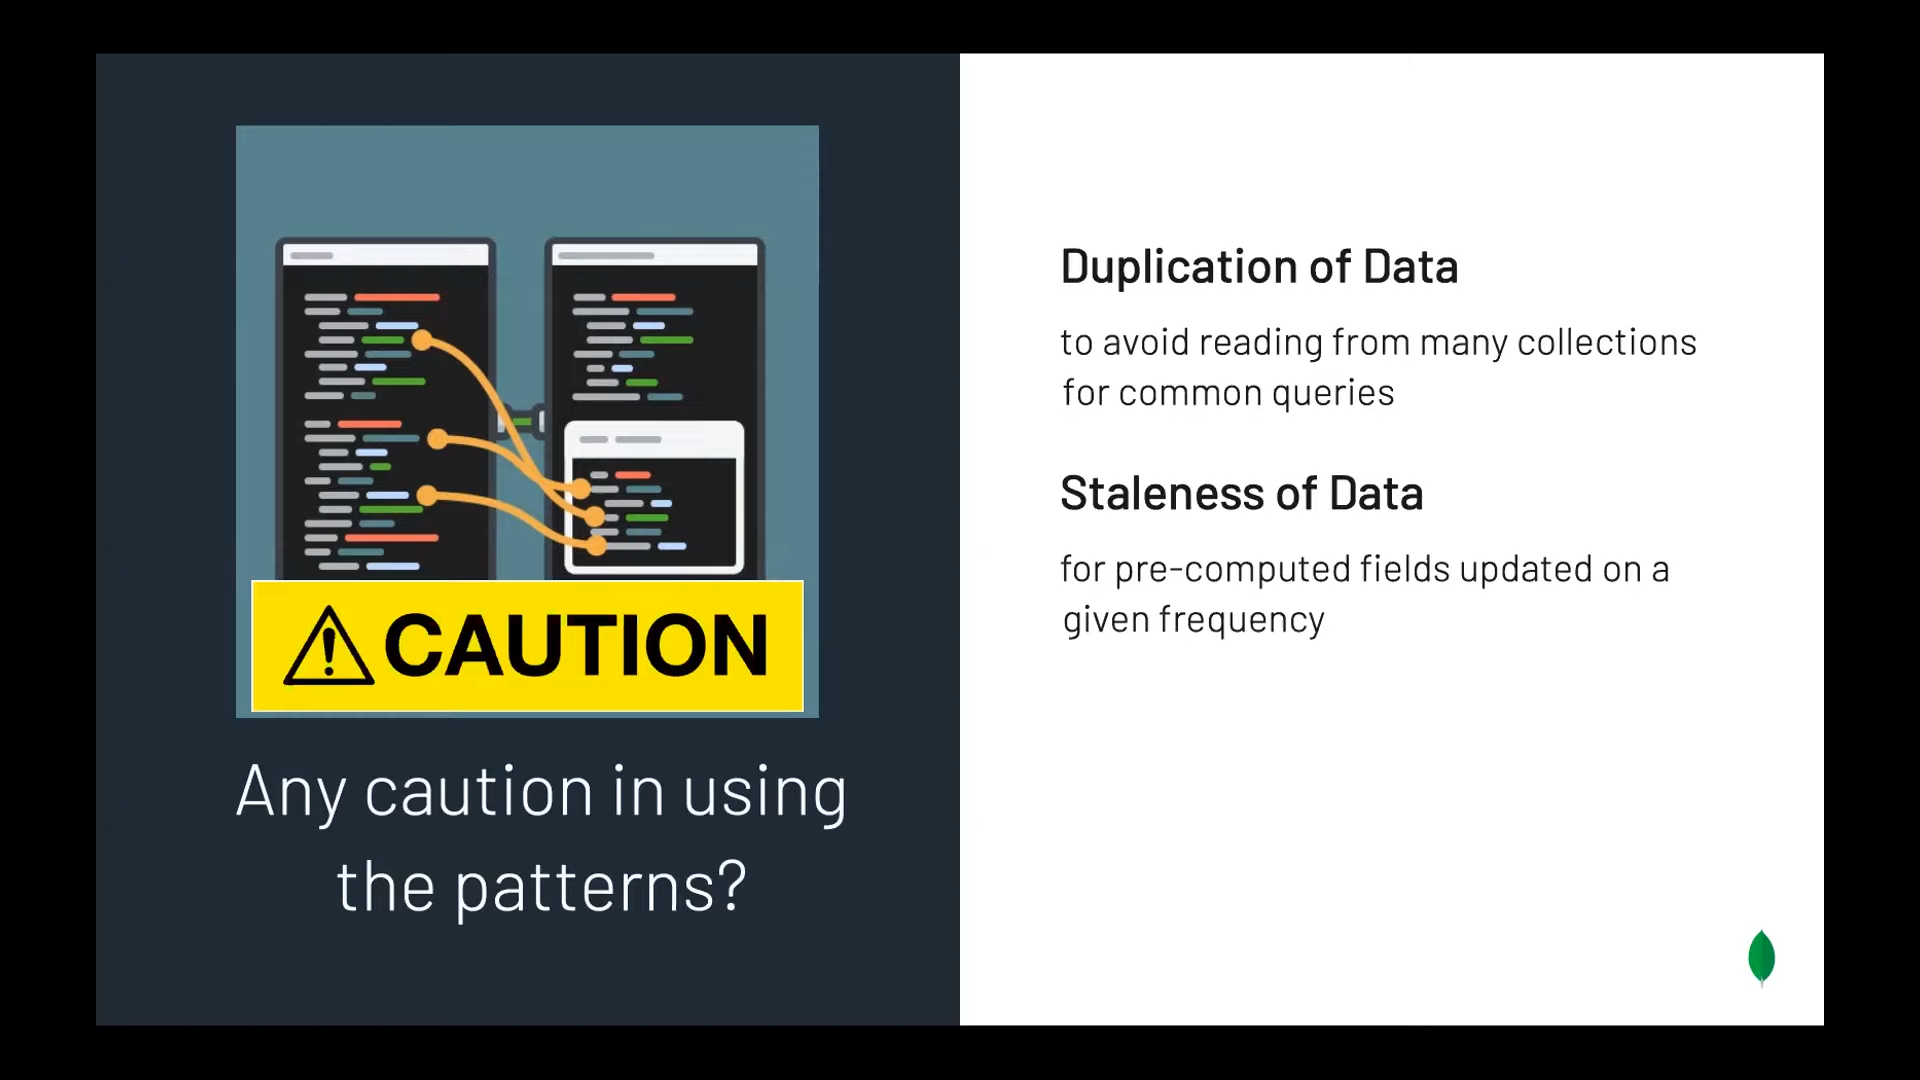 CAUTION
Any caution in using
the patterns?
Duplication of Data
to avoid reading from many collections
for common queries
Staleness of Data
for pre-computed fields updated on a
given frequency